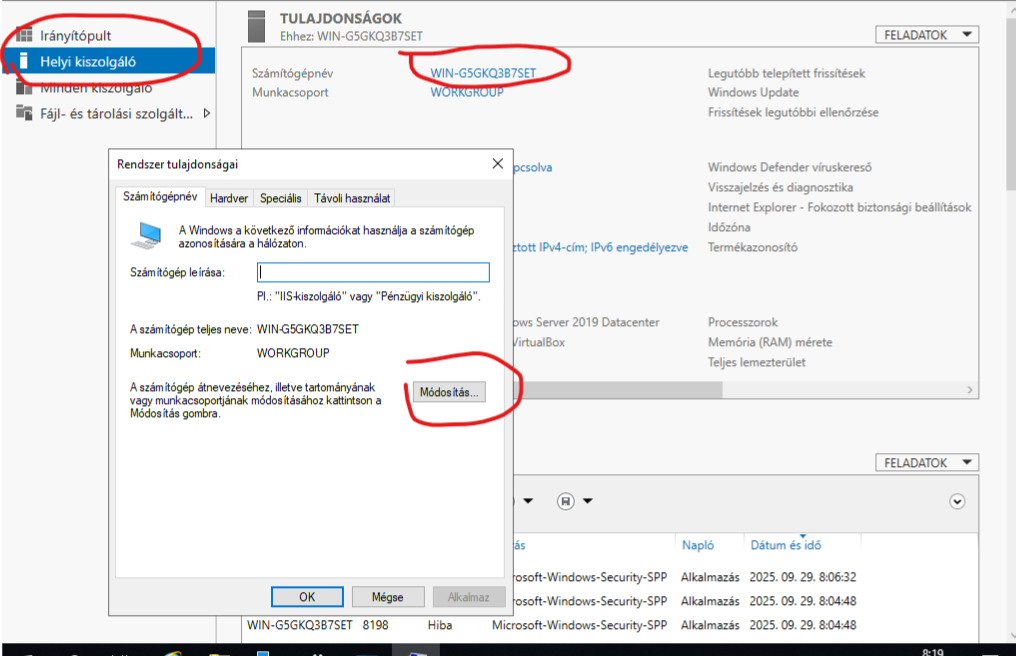 Irányítópult
Helyi kiszolgáló
Minden kiszolgáló
Fájl- és tárolási szolgált...
TULAJDONSÁGOK
Ehhez: WIN-G5GKQ3B7SET
FELADATOK
Számítógépnév WIN-G5GKQ3B7SET Legutóbb telepített frissítések
Munkacsoport WORKGROUP Windows Update
Frissítések legutóbbi ellenőrzése
pcsolva Windows Defender víruskereső
Visszajelzés és diagnosztika
Internet Explorer - Fokozott biztonsági beállítások
Időzóna
ztott IPv4-cím; IPv6 engedélyezve Termékazonosító
ows Server 2019 Datacenter Processzorok
VirtualBox Memória (RAM) mérete
Teljes lemezterület
Rendszer tulajdonságai
Számítógépnév Hardver Speciális Távoli használat
A Windows a következő információkat használja a számítógép
azonosítására a hálózaton.
Számítógép leírása:
Pl.: "IIS-kiszolgáló" vagy "Pénzügyi kiszolgáló".
A számítógép teljes neve: WIN-G5GKQ3B7SET
Munkacsoport: WORKGROUP
A számítógép átnevezéséhez, illetve tartományának
vagy munkacsoportjának módosításához kattintson a
Módosítás gombra.
Módosítás...
OK Mégse Alkalmaz
FELADATOK
ás Napló Dátum és idő
rosoft-Windows-Security-SPP Alkalmazás 2025. 09. 29. 8:06:32
rosoft-Windows-Security-SPP Alkalmazás 2025. 09. 29. 8:04:48
WIN-G5GKQ3B7SET 8198 Hiba Microsoft-Windows-Security-SPP Alkalmazás 2025. 09. 29. 8:04:48
8:19